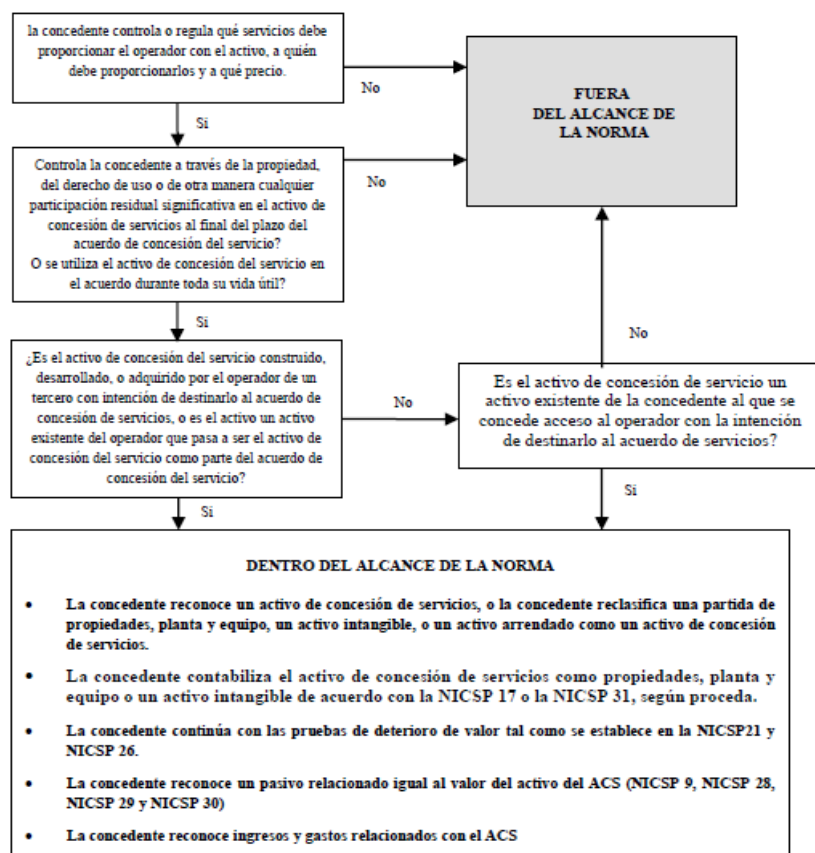 la concedente controla o regula qué servicios debe
proporcionar el operador con el activo, a quién
debe proporcionarlos y a qué precio.
No
FUERA
DEL ALCANCE DE
LA NORMA
Si
Controla la concedente a través de la propiedad,
del derecho de uso o de otra manera cualquier
participación residual significativa en el activo de
concesión de servicios al final del plazo del
acuerdo de concesión del servicio?
O se utiliza el activo de concesión del servicio en
el acuerdo durante toda su vida útil?
No
Si
No
¿Es el activo de concesión del servicio construido,
desarrollado, o adquirido por el operador de un
tercero con intención de destinarlo al acuerdo de
concesión de servicios, o es el activo un activo
existente del operador que pasa a ser el activo de
concesión del servicio como parte del acuerdo de
concesión del servicio?
No
Es el activo de concesión de servicio un
activo existente de la concedente al que se
concede acceso al operador con la intención
de destinarlo al acuerdo de servicios?
Si
Si
DENTRO DEL ALCANCE DE LA NORMA
• La concedente reconoce un activo de concesión de servicios, o la concedente reclasifica una partida de
propiedades, planta y equipo, un activo intangible, o un activo arrendado como un activo de concesión
de servicios.
• La concedente contabiliza el activo de concesión de servicios como propiedades, planta y
equipo o un activo intangible de acuerdo con la NICSP 17 o la NICSP 31, según proceda.
• La concedente continúa con las pruebas de deterioro de valor tal como se establece en la NICSP21 y
NICSP 26.
• La concedente reconoce un pasivo relacionado igual al valor del activo del ACS (NICSP 9, NICSP 28,
NICSP 29 y NICSP 30)
• La concedente reconoce ingresos y gastos relacionados con el ACS